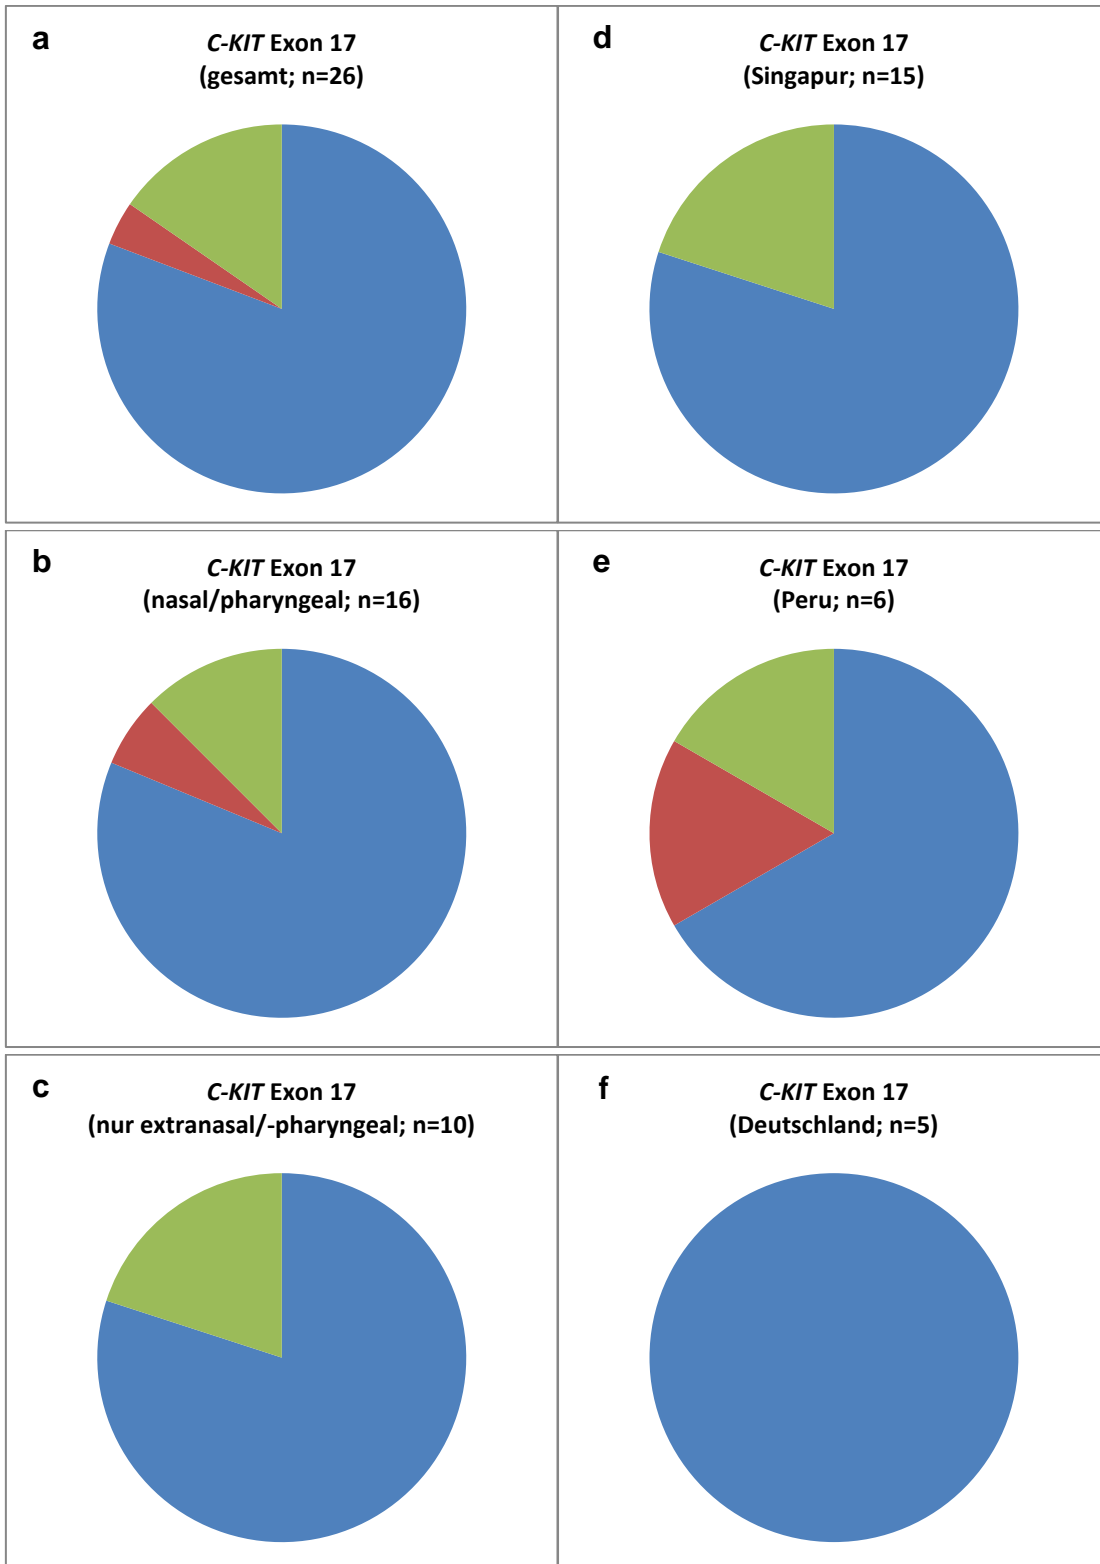 a
C-KIT Exon 17
(gesamt; n=26)
d
C-KIT Exon 17
(Singapur; n=15)
b
C-KIT Exon 17
(nasal/pharyngeal; n=16)
e
C-KIT Exon 17
(Peru; n=6)
c
C-KIT Exon 17
(nur extranasal/-pharyngeal; n=10)
f
C-KIT Exon 17
(Deutschland; n=5)